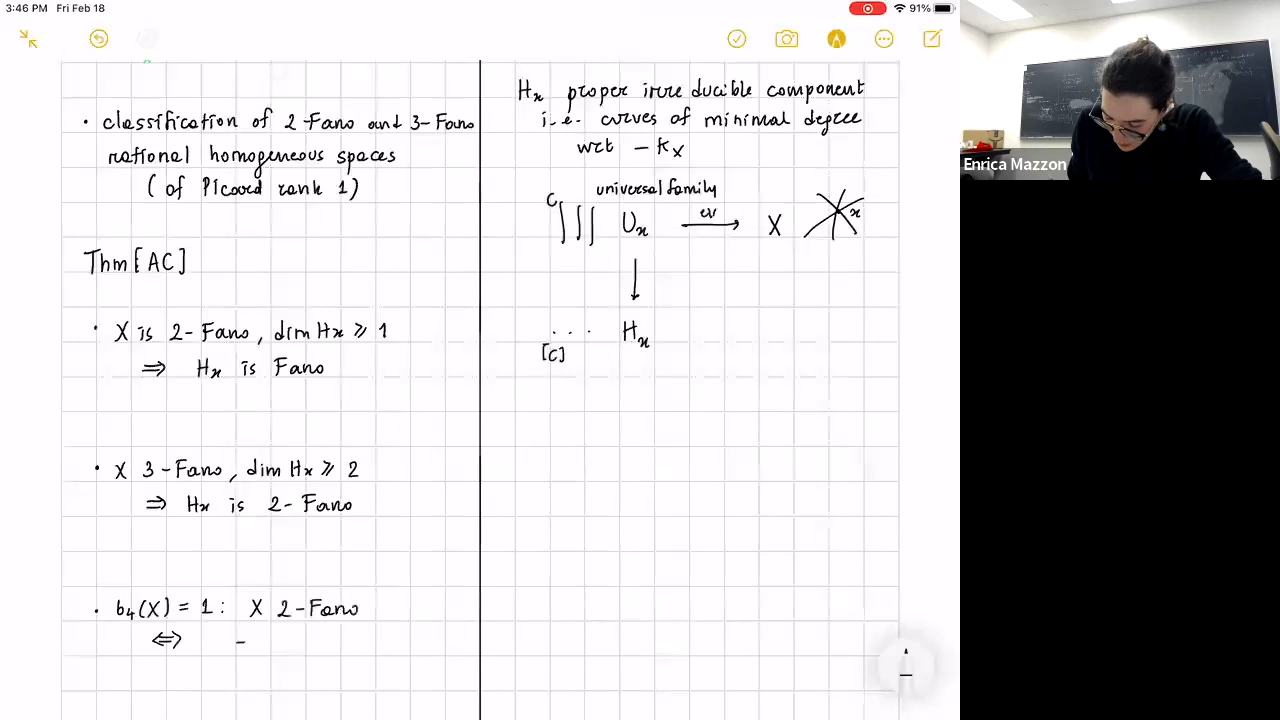 3:46 PM Fri Feb 18
91%
• classification of 2-Fano and 3-Fano
rational homogeneous spaces
(of Picard rank 1)
Thm [AC]
• X is 2-Fano, dim Hx ⩾ 1
⇒ Hx is Fano
• X 3-Fano, dim Hx ⩾ 2
⇒ Hx is 2-Fano
• b₄(X) = 1 : X 2-Fano
⇔ -
Hx proper irreducible component
i.e. curves of minimal degree
wrt - Kx
universal family
C Ux ev → X x
↓
... Hx
[C]
Enrica Mazzon